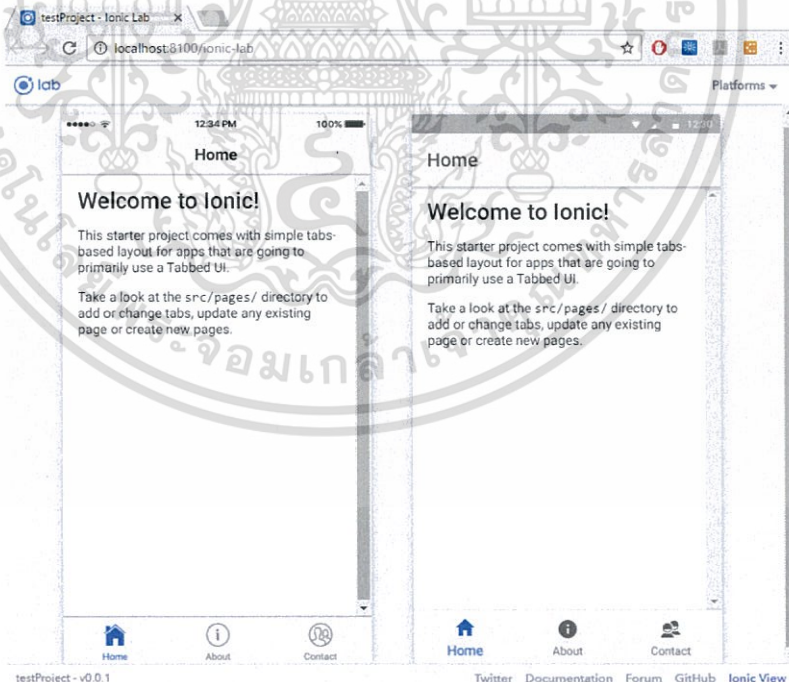 testProject - Ionic Lab
localhost:8100/ionic-lab
lab
Platforms
12:34 PM
100%
Home
Welcome to Ionic!
This starter project comes with simple tabs-
based layout for apps that are going to
primarily use a Tabbed UI.
Take a look at the src/pages/ directory to
add or change tabs, update any existing
page or create new pages.
Home
About
Contact
12:30
Home
Welcome to Ionic!
This starter project comes with simple tabs-
based layout for apps that are going to
primarily use a Tabbed UI.
Take a look at the src/pages/ directory to
add or change tabs, update any existing
page or create new pages.
Home
About
Contact
testProject - v0.0.1
Twitter Documentation Forum GitHub Ionic View